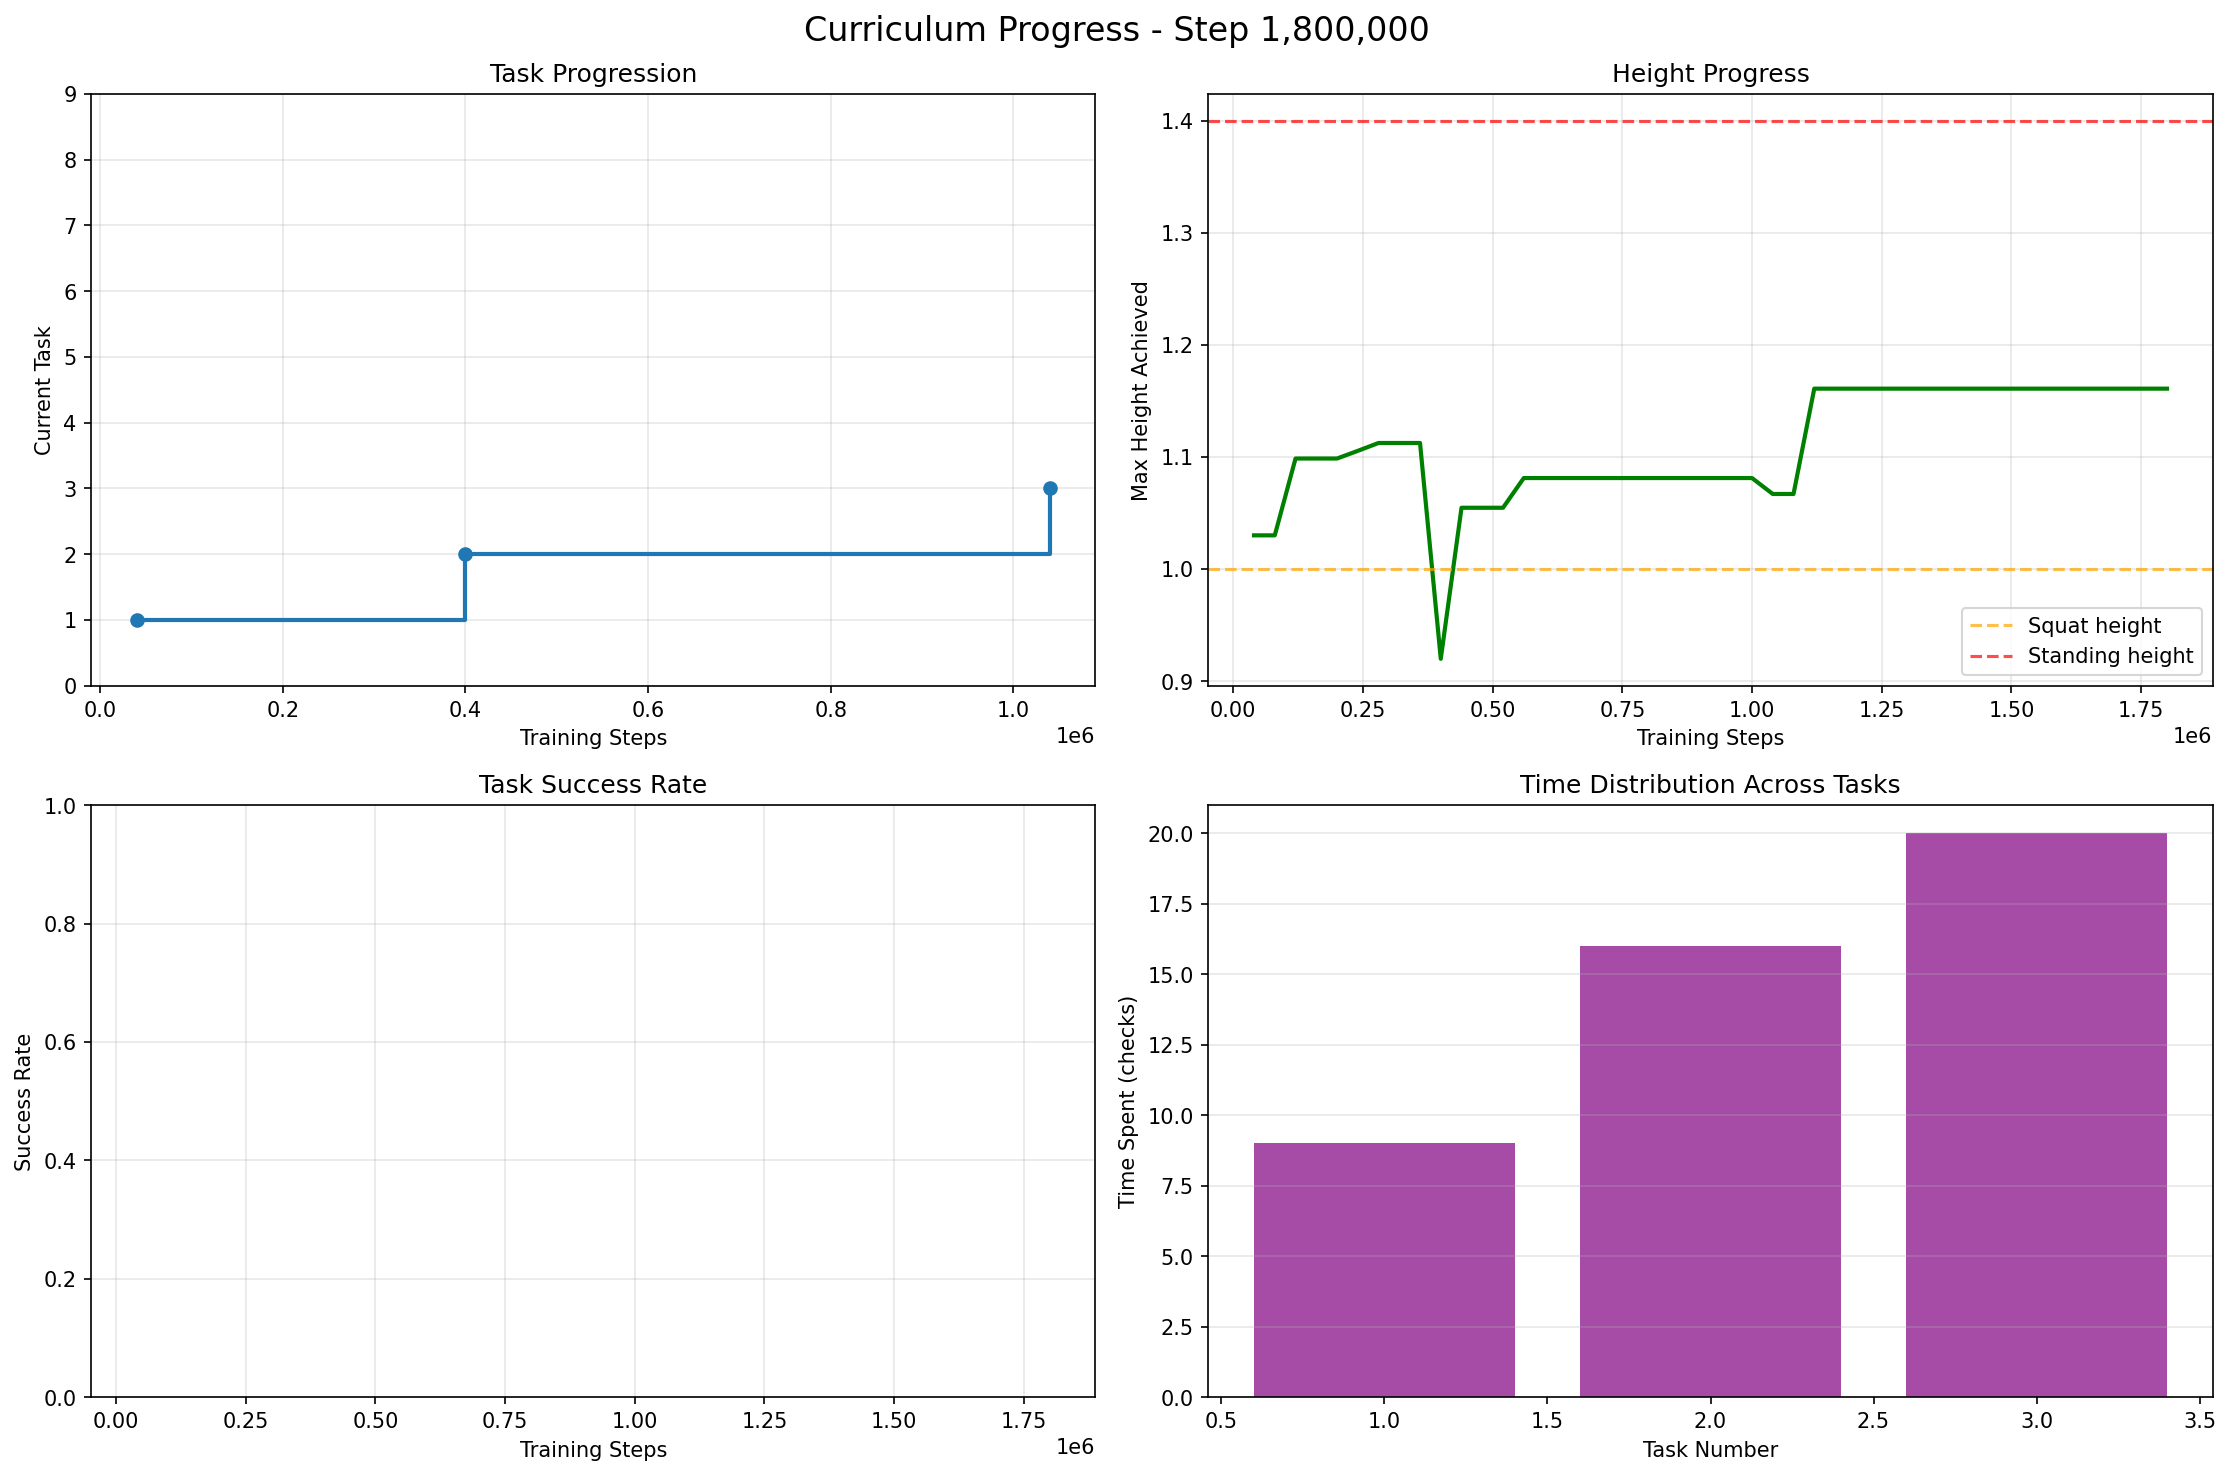 Curriculum Progress - Step 1,800,000
Task Progression
9
8
7
6
5
4
3
2
1
0
Current Task
0.0 0.2 0.4 0.6 0.8 1.0
1e6
Training Steps
Height Progress
1.4
1.3
1.2
1.1
1.0
0.9
Max Height Achieved
Squat height
Standing height
0.00 0.25 0.50 0.75 1.00 1.25 1.50 1.75
1e6
Training Steps
Task Success Rate
1.0
0.8
0.6
0.4
0.2
0.0
Success Rate
0.00 0.25 0.50 0.75 1.00 1.25 1.50 1.75
1e6
Training Steps
Time Distribution Across Tasks
20.0
17.5
15.0
12.5
10.0
7.5
5.0
2.5
0.0
Time Spent (checks)
0.5 1.0 1.5 2.0 2.5 3.0 3.5
Task Number